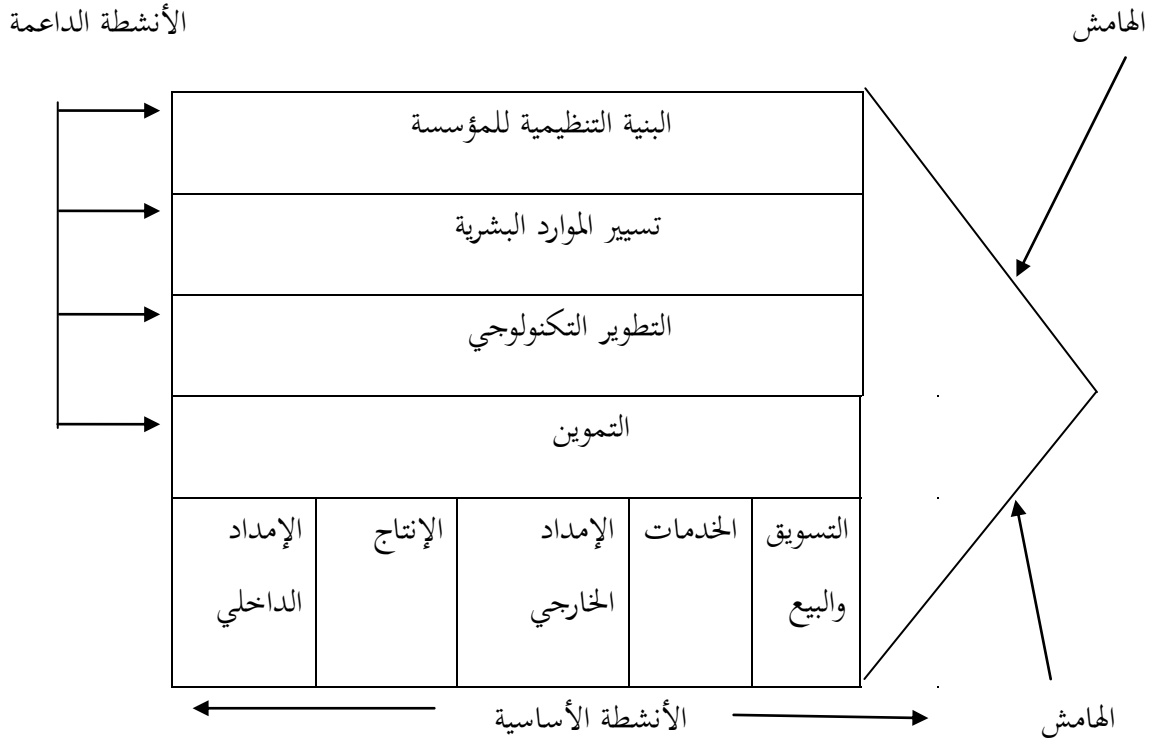 الهامش
الأنشطة الداعمة
البنية التنظيمية للمؤسسة
تسيير الموارد البشرية
التطوير التكنولوجي
التموين
التسويق
والبيع
الخدمات
الإمداد
الخارجي
الإنتاج
الإمداد
الداخلي
الهامش
الأنشطة الأساسية